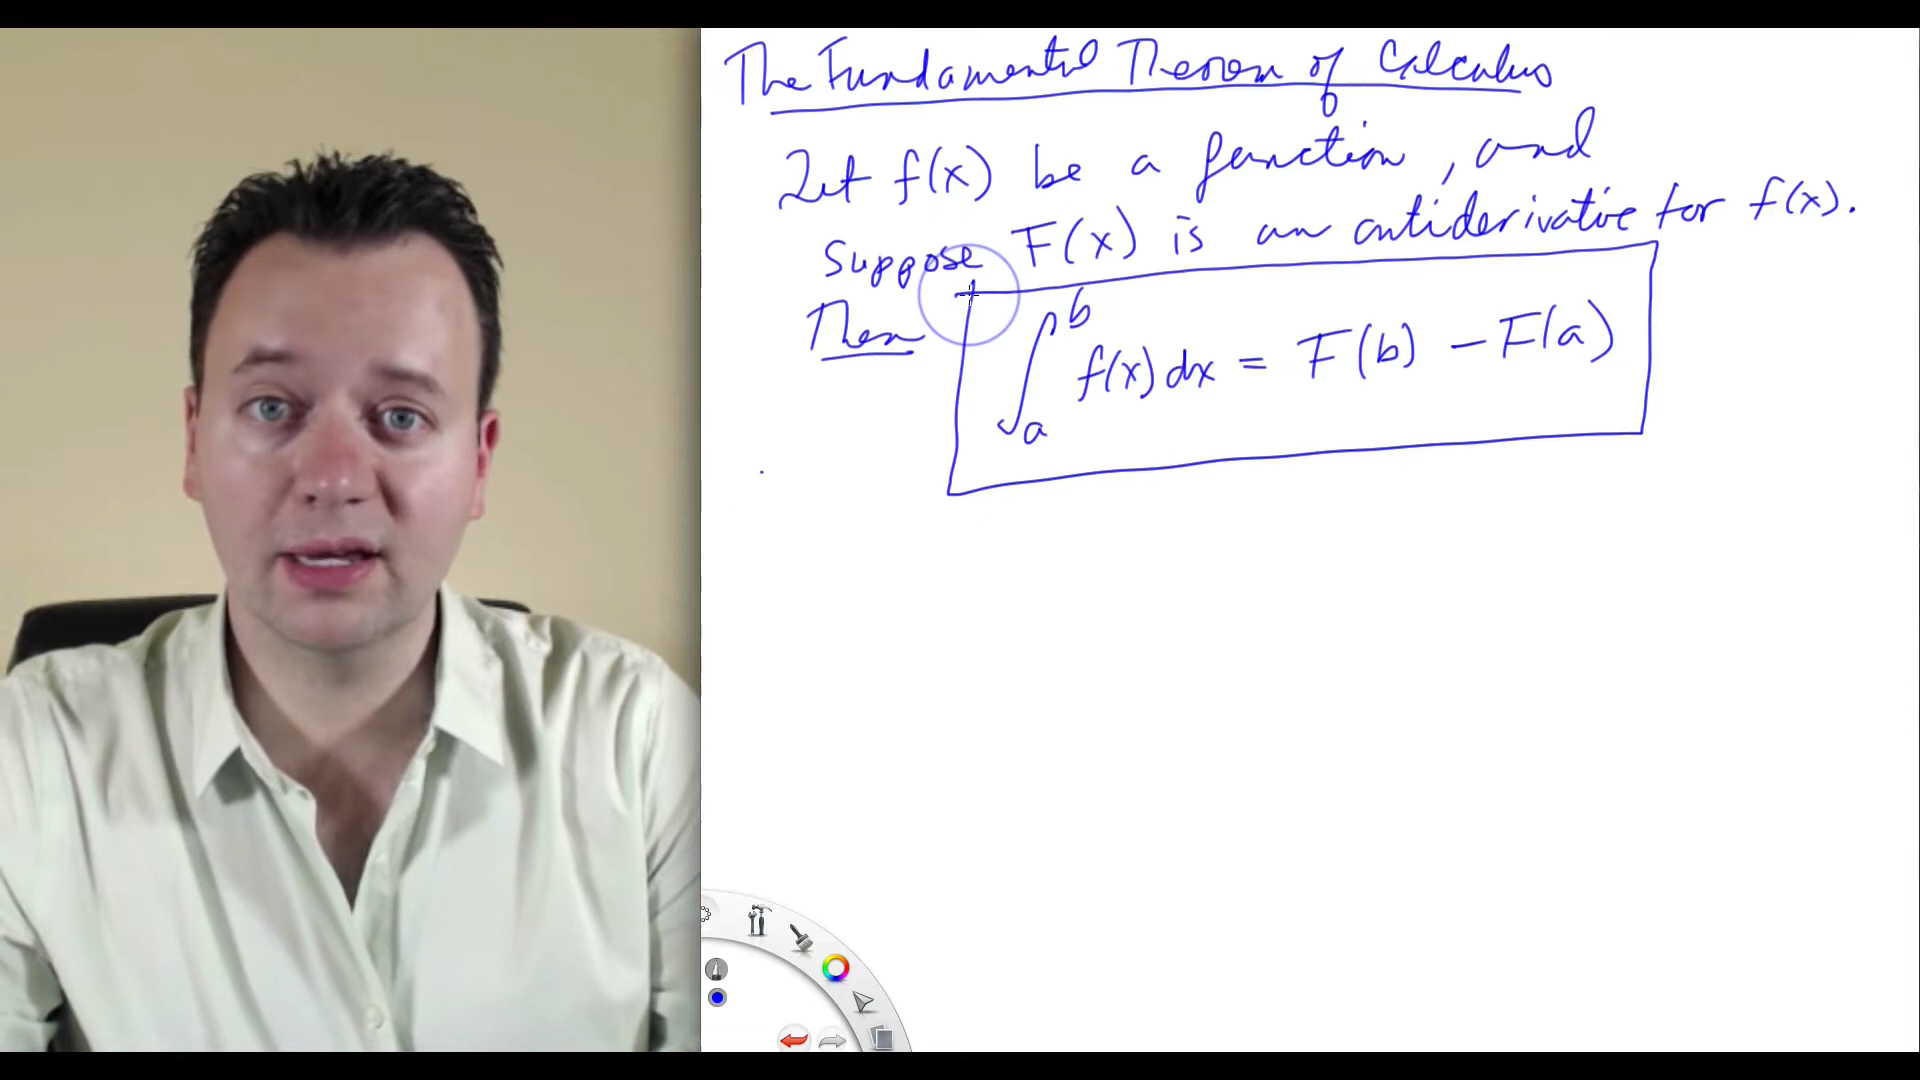 The Fundamental Theorem of Calculus
Let f(x) be a function, and
suppose F(x) is an antiderivative for f(x).
Then ∫_a^b f(x) dx = F(b) - F(a)